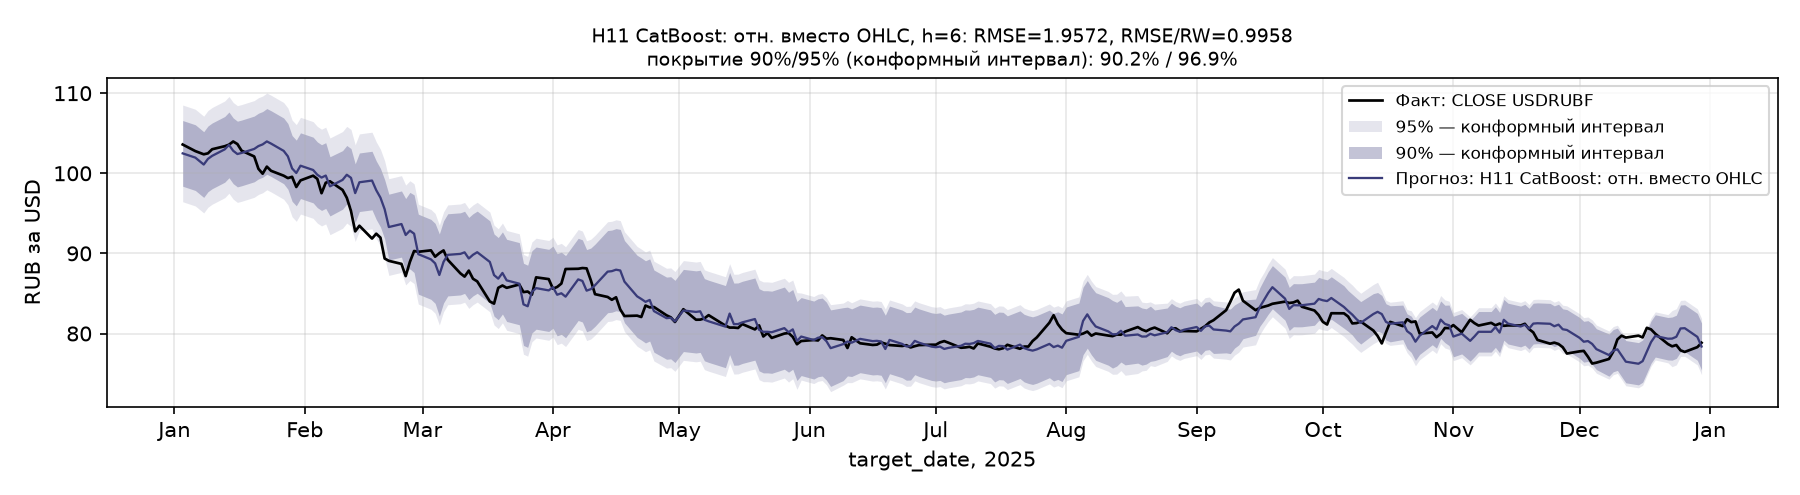 H11 CatBoost: отн. вместо OHLC, h=6: RMSE=1.9572, RMSE/RW=0.9958
покрытие 90%/95% (конформный интервал): 90.2% / 96.9%
110
100
90
80
RUB за USD
Факт: CLOSE USDRUBF
95% — конформный интервал
90% — конформный интервал
Прогноз: H11 CatBoost: отн. вместо OHLC
Jan Feb Mar Apr May Jun Jul Aug Sep Oct Nov Dec Jan
target_date, 2025